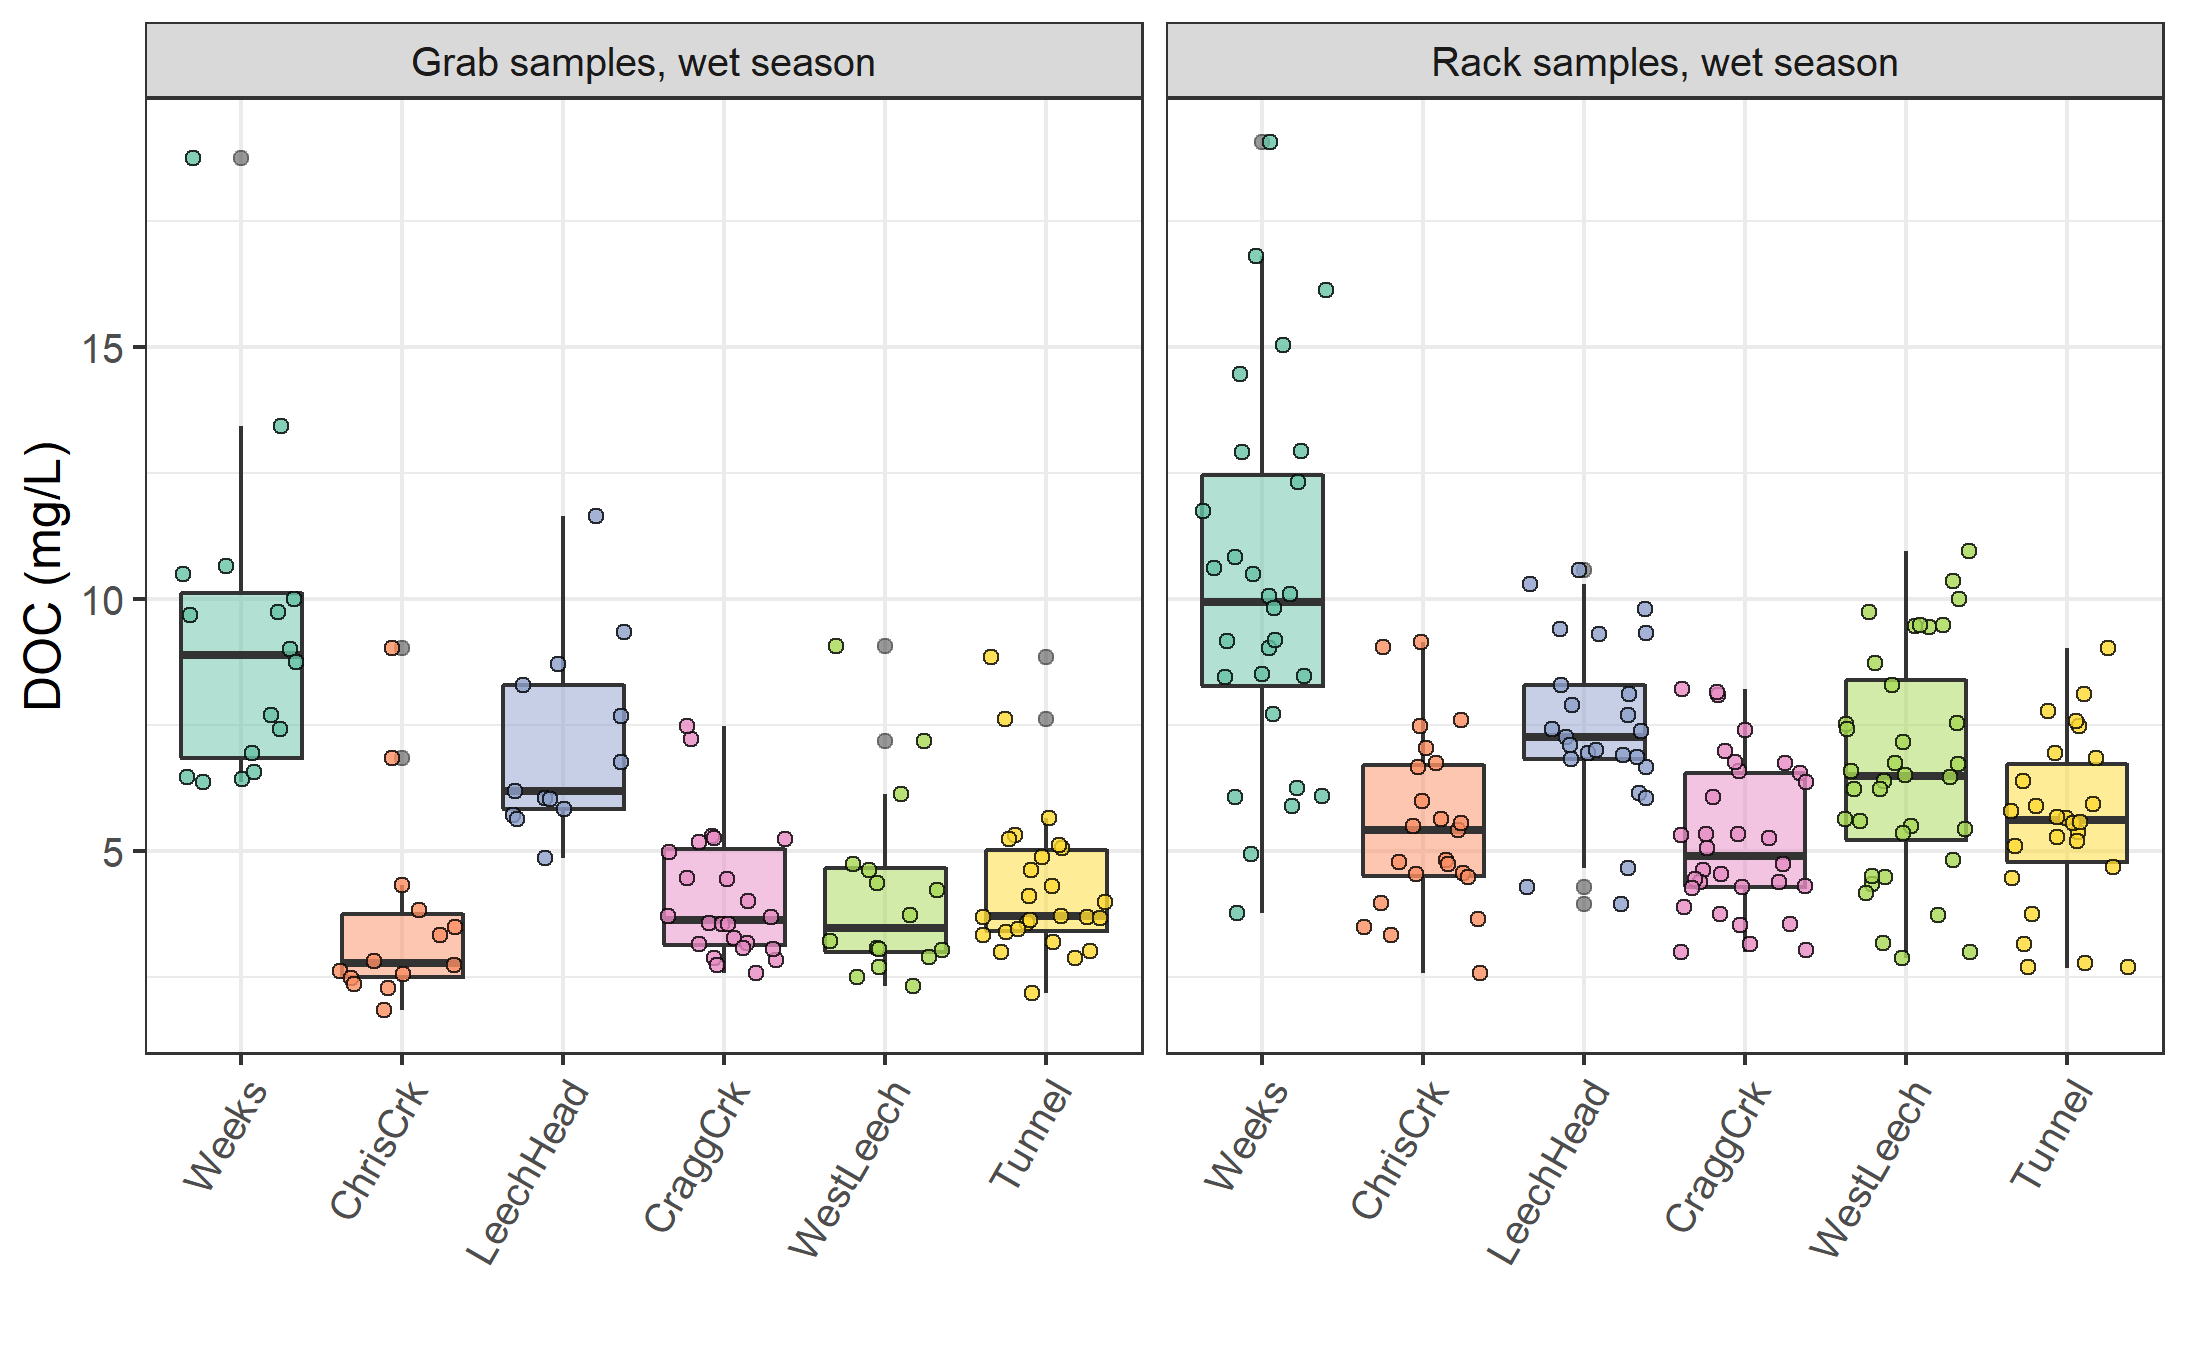 Grab samples, wet season
Rack samples, wet season
DOC (mg/L)
15
10
5
Weeks
ChrisCrk
LeechHead
CraggCrk
WestLeech
Tunnel
Weeks
ChrisCrk
LeechHead
CraggCrk
WestLeech
Tunnel